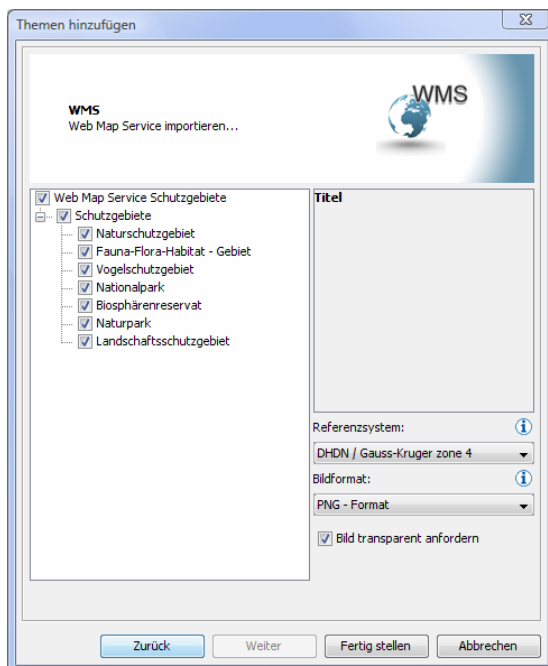 Themen hinzufügen
WMS
Web Map Service importieren...
WMS
Web Map Service Schutzgebiete
Schutzgebiete
Naturschutzgebiet
Fauna-Flora-Habitat - Gebiet
Vogelschutzgebiet
Nationalpark
Biosphärenreservat
Naturpark
Landschaftsschutzgebiet
Titel
Referenzsystem:
DHDN / Gauss-Kruger zone 4
Bildformat:
PNG - Format
Bild transparent anfordern
Zurück
Weiter
Fertig stellen
Abbrechen